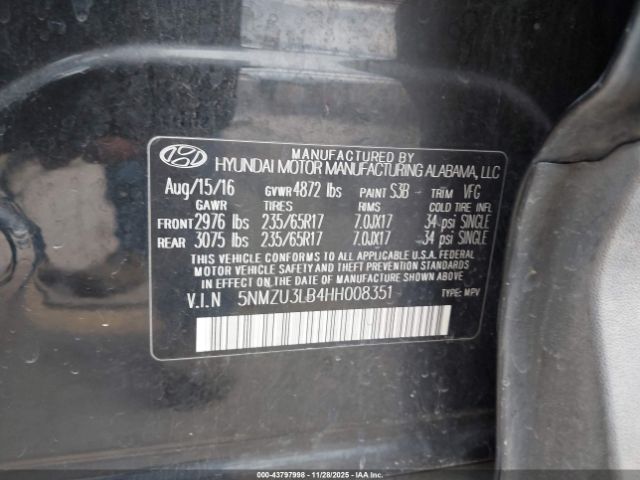 MANUFACTURED BY
HYUNDAI MOTOR MANUFACTURING ALABAMA, LLC
Aug/15/16 GVWR 4872 lbs PAINT S3B TRIM VFC
GAWR TIRES RIMS COLD TIRE INFL.
FRONT 2976 lbs 235/65R17 7.0JX17 34 psi SINGLE
REAR 3075 lbs 235/65R17 7.0JX17 34 psi SINGLE
THIS VEHICLE CONFORMS TO ALL APPLICABLE U.S.A. FEDERAL
MOTOR VEHICLE SAFETY AND THEFT PREVENTION STANDARDS
IN EFFECT ON THE DATE OF MANUFACTURE SHOWN ABOVE.
V.I.N 5NMZU3LB4HH008351 TYPE: MPV
000-43797998 - 11/28/2025 - IAAI.COM